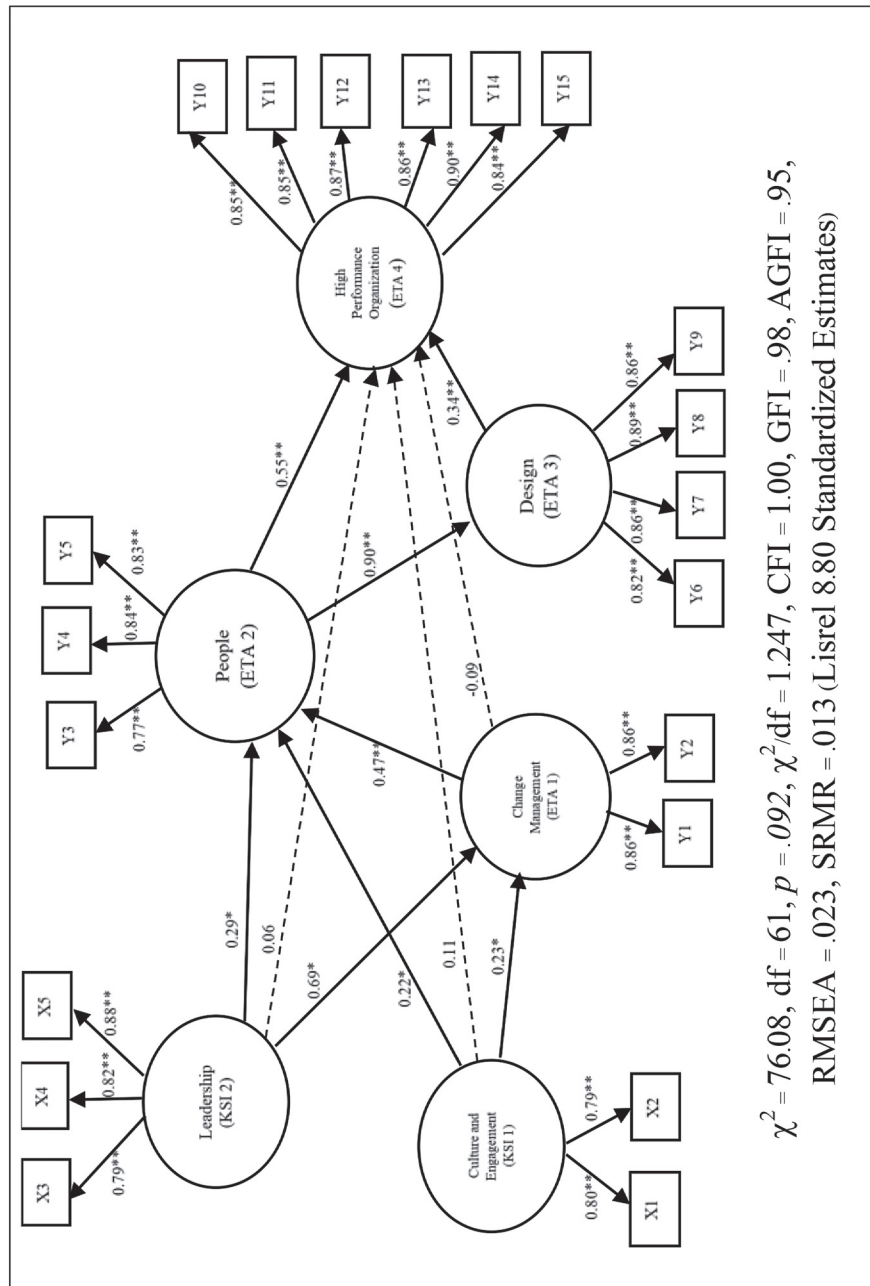 X3
X4
X5
0.79**
0.82**
0.88**
Leadership
(KSI 2)
0.29*
0.06
0.69*
Y3
Y4
Y5
0.77**
0.84**
0.83**
People
(ETA 2)
0.55**
0.90**
0.47**
Culture and
Engagement
(KSI 1)
0.22*
0.11
0.23*
0.80**
0.79**
X1
X2
Change
Management
(ETA 1)
-0.09
0.86**
0.86**
Y1
Y2
Design
(ETA 3)
0.34**
0.82**
0.86**
0.89**
0.86**
Y6
Y7
Y8
Y9
High
Performance
Organization
(ETA 4)
0.85**
0.85**
0.87**
0.86**
0.90**
0.84**
Y10
Y11
Y12
Y13
Y14
Y15
χ² = 76.08, df = 61, p = .092, χ²/df = 1.247, CFI = 1.00, GFI = .98, AGFI = .95,
RMSEA = .023, SRMR = .013 (Lisrel 8.80 Standardized Estimates)